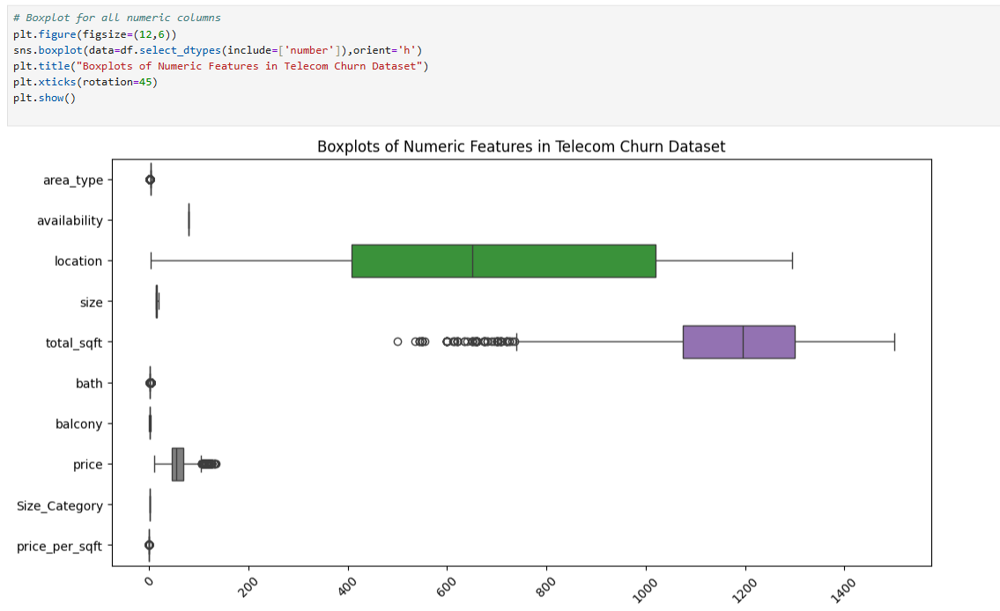 # Boxplot for all numeric columns
plt.figure(figsize=(12,6))
sns.boxplot(data=df.select_dtypes(include=['number']),orient='h')
plt.title("Boxplots of Numeric Features in Telecom Churn Dataset")
plt.xticks(rotation=45)
plt.show()
Boxplots of Numeric Features in Telecom Churn Dataset
area_type
availability
location
size
total_sqft
bath
balcony
price
Size_Category
price_per_sqft
0
200
400
600
800
1000
1200
1400